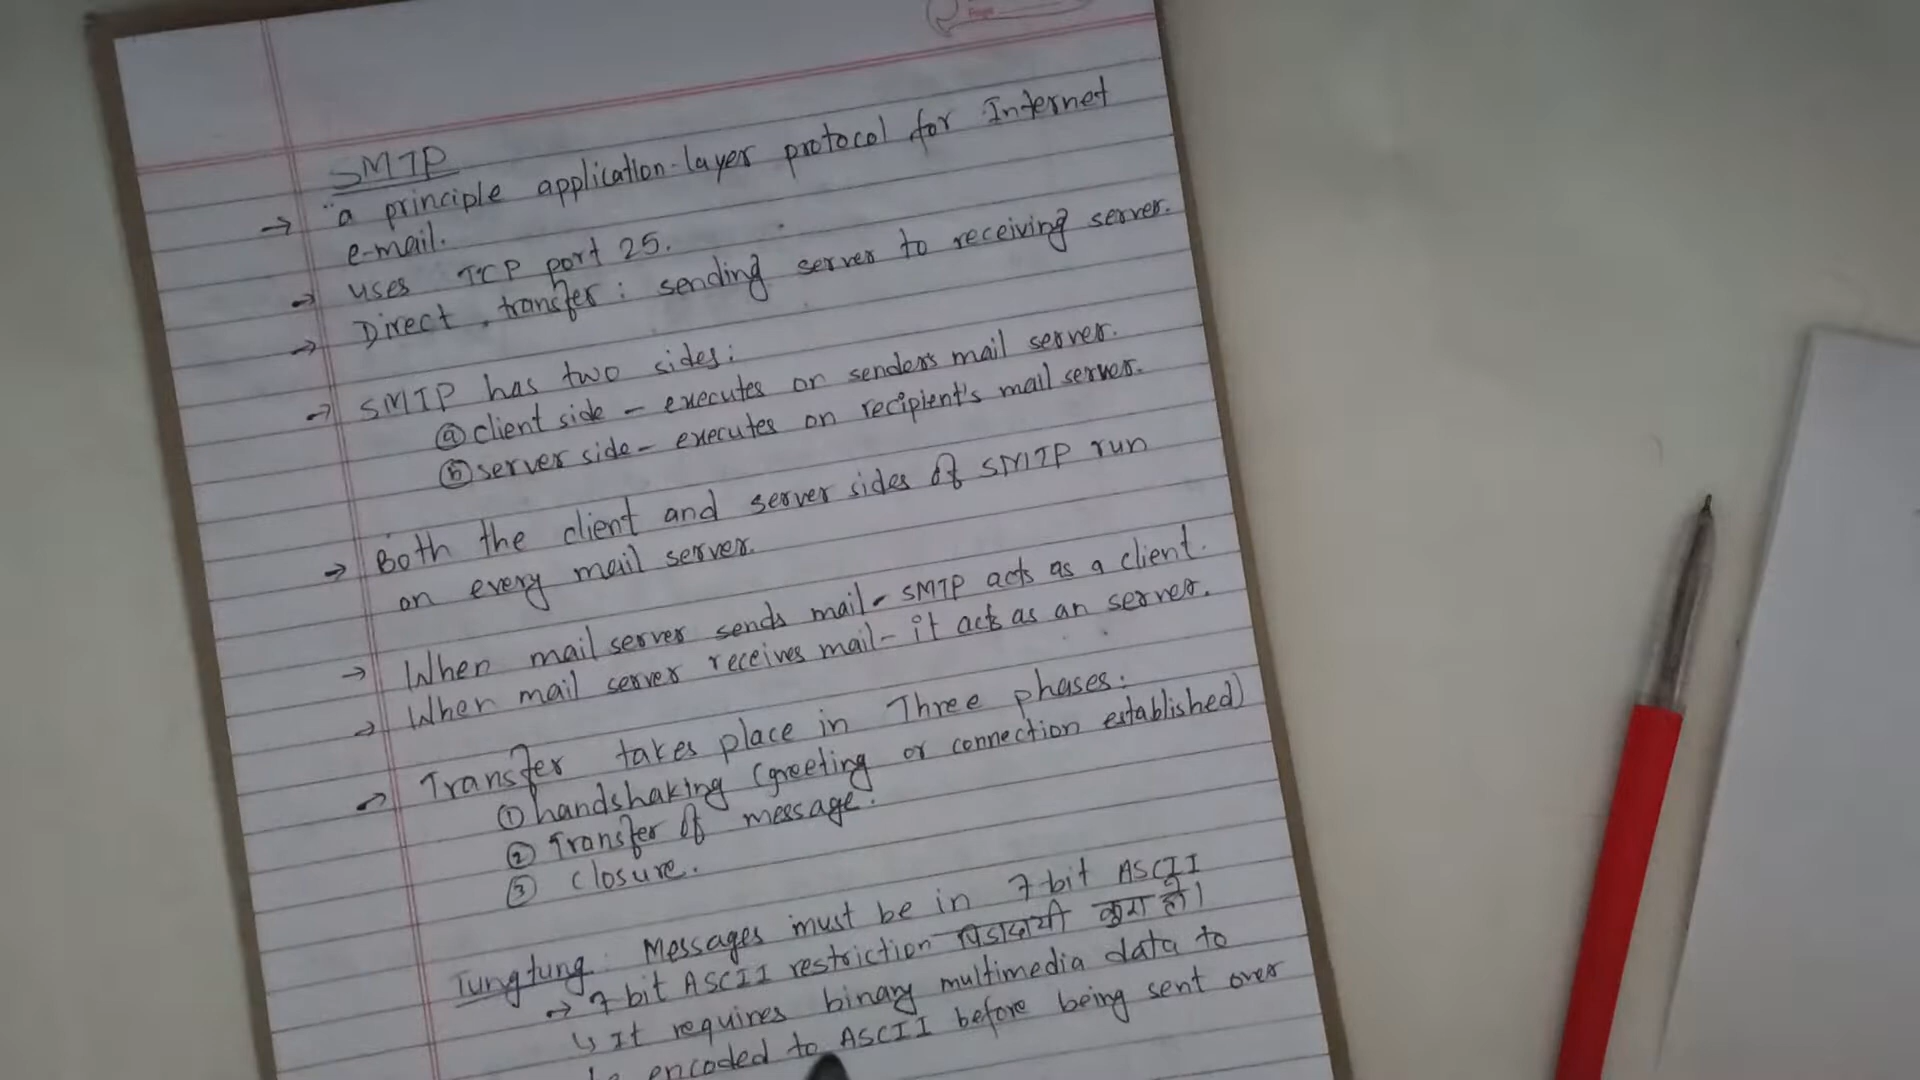 Page
SMTP
→ a principle application-layer protocol for Internet
e-mail.
→ uses TCP port 25.
→ Direct transfer: sending server to receiving server.
→ SMTP has two sides:
ⓐ client side - executes on sender's mail server.
ⓑ server side - executes on recipient's mail server.
→ Both the client and server sides of SMTP run
on every mail server.
→ When mail server sends mail - SMTP acts as a client.
→ When mail server receives mail - it acts as an server.
→ Transfer takes place in Three phases:
① handshaking (greeting or connection established)
② Transfer of message.
③ closure.
Tungtung: Messages must be in 7-bit ASCII
→ 7 bit ASCII restriction पिडादायी कुरा हो।
↳ It requires binary multimedia data to
encoded to ASCII before being sent over